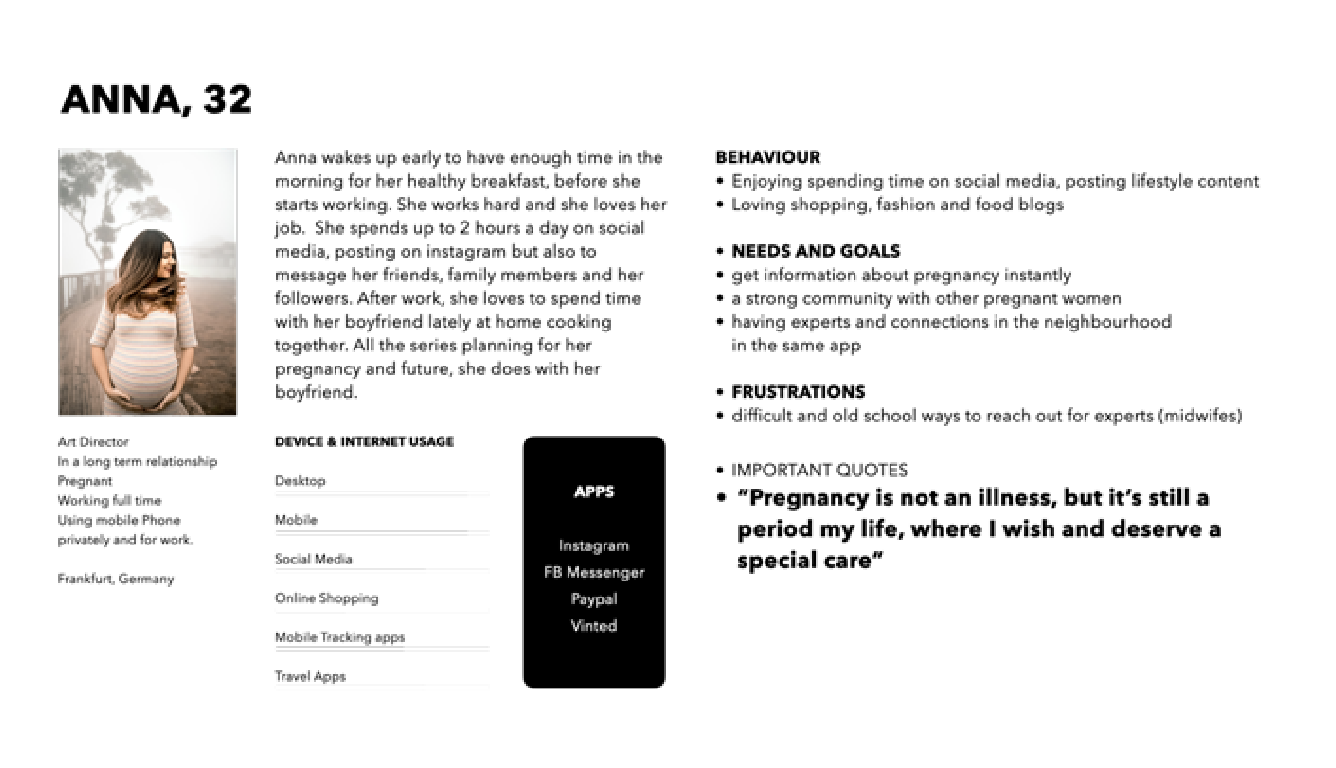 ANNA, 32
Anna wakes up early to have enough time in the
morning for her healthy breakfast, before she
starts working. She works hard and she loves her
job.  She spends up to 2 hours a day on social
media, posting on instagram but also to
message her friends, family members and her
followers. After work, she loves to spend time
with her boyfriend lately at home cooking
together. All the series planning for her
pregnancy and future, she does with her
boyfriend.
Art Director
In a long term relationship
Pregnant
Working full time
Using mobile Phone
privately and for work.
Frankfurt, Germany
DEVICE & INTERNET USAGE
Desktop
Mobile
Social Media
Online Shopping
Mobile Tracking apps
Travel Apps
APPS
Instagram
FB Messenger
Paypal
Vinted
BEHAVIOUR
• Enjoying spending time on social media, posting lifestyle content
• Loving shopping, fashion and food blogs
• NEEDS AND GOALS
• get information about pregnancy instantly
• a strong community with other pregnant women
• having experts and connections in the neighbourhood
in the same app
• FRUSTRATIONS
• difficult and old school ways to reach out for experts (midwifes)
• IMPORTANT QUOTES
• “Pregnancy is not an illness, but it’s still a
period my life, where I wish and deserve a
special care”